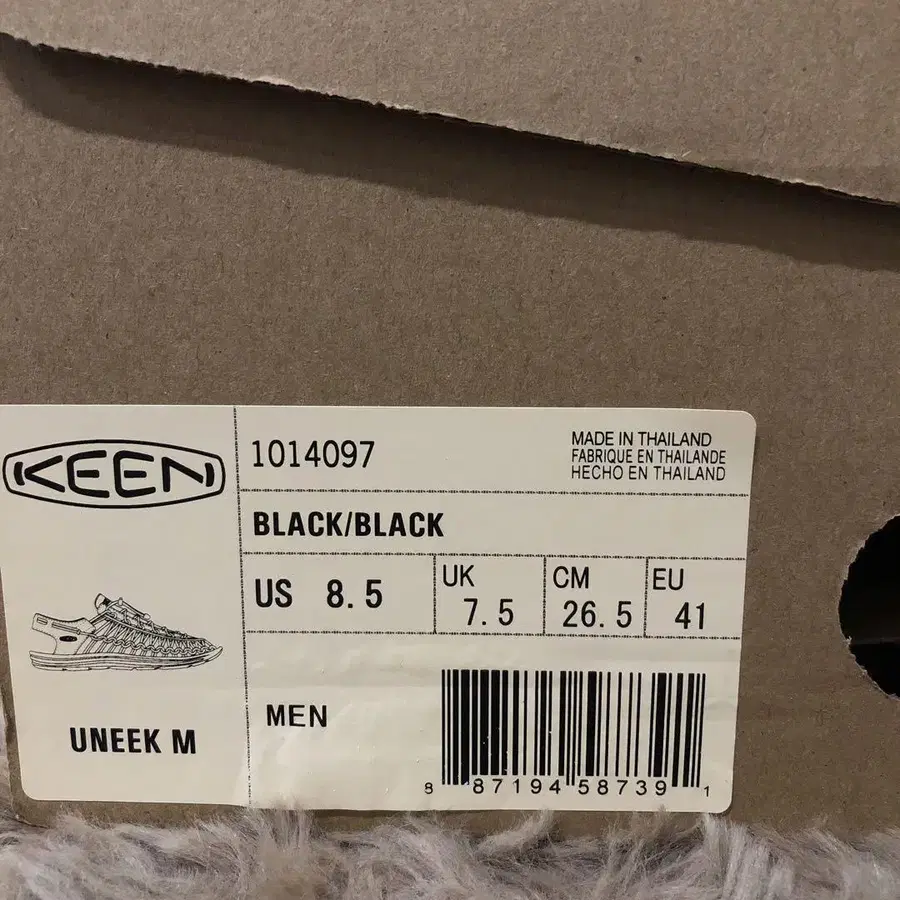 KEEN
1014097
MADE IN THAILAND
FABRIQUE EN THAILANDE
HECHO EN THAILAND
BLACK/BLACK
US 8.5
UK 7.5
CM 26.5
EU 41
UNEEK M
MEN
8 87194 58739 1